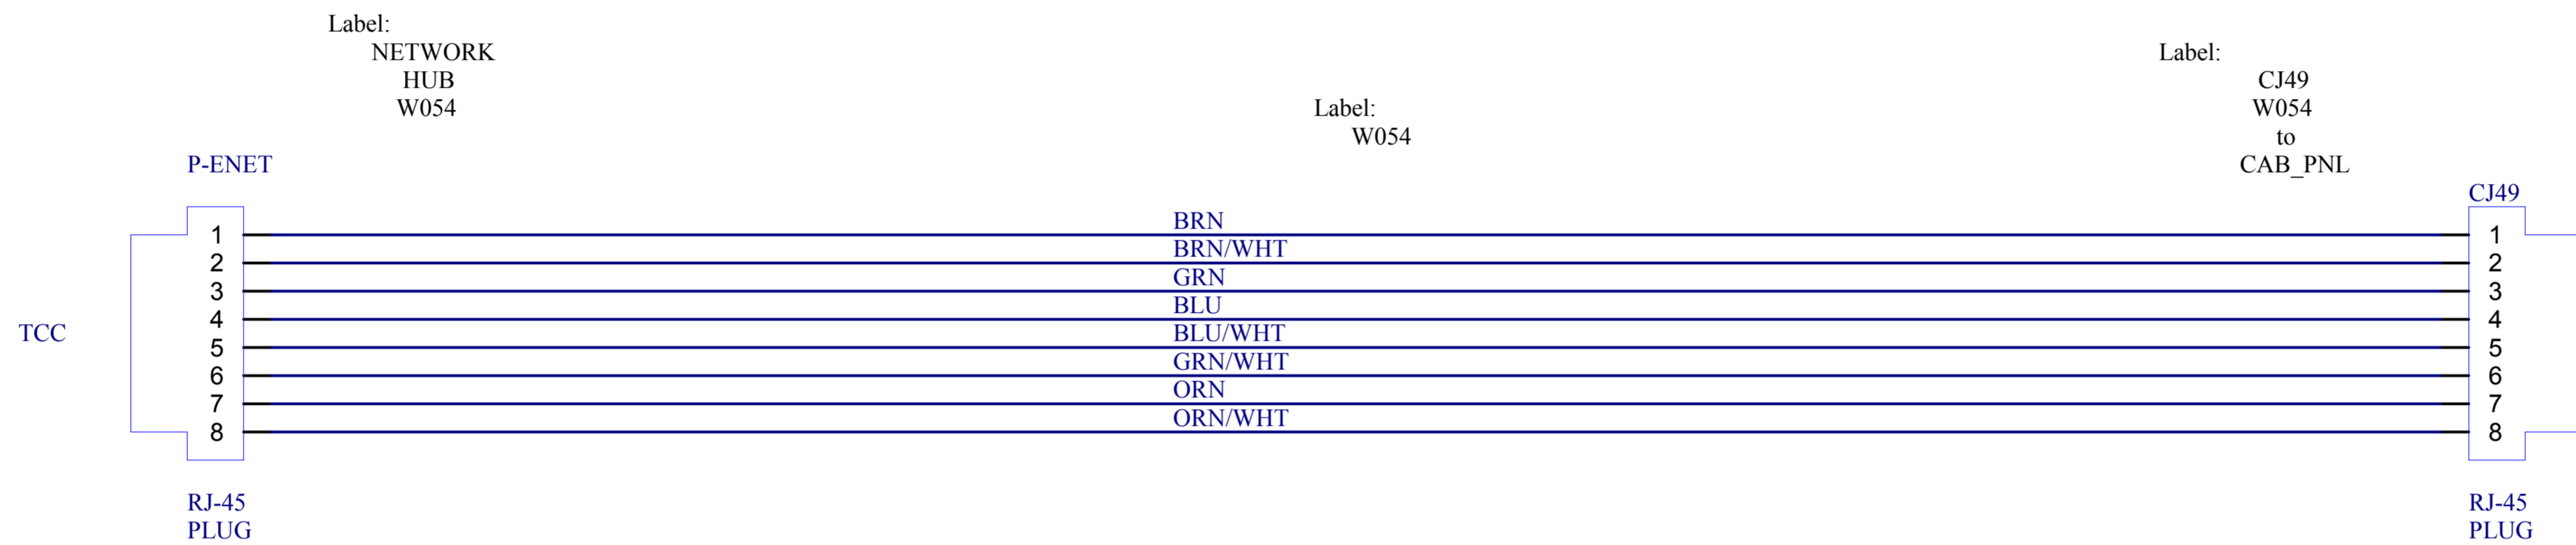 Label:
NETWORK
HUB
W054
Label:
W054
Label:
CJ49
W054
to
CAB_PNL
P-ENET
CJ49
TCC
1
2
3
4
5
6
7
8
BRN
BRN/WHT
GRN
BLU
BLU/WHT
GRN/WHT
ORN
ORN/WHT
1
2
3
4
5
6
7
8
RJ-45
PLUG
RJ-45
PLUG